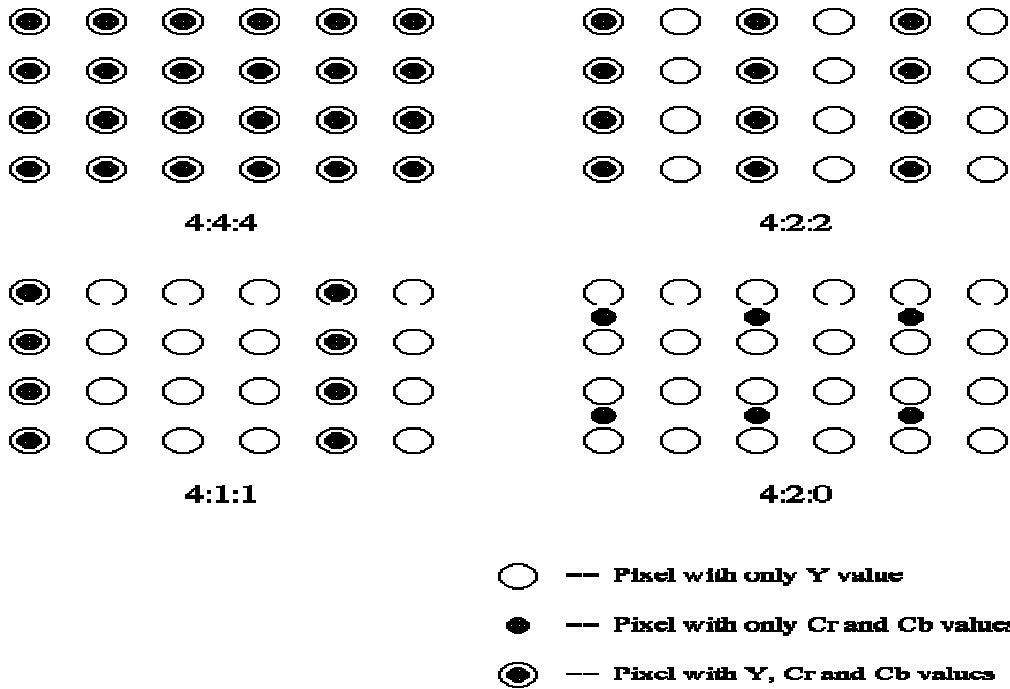 4:4:4
4:2:2
4:1:1
4:2:0
-- Pixel with only Y value
-- Pixel with only Cr and Cb values
-- Pixel with Y, Cr and Cb values